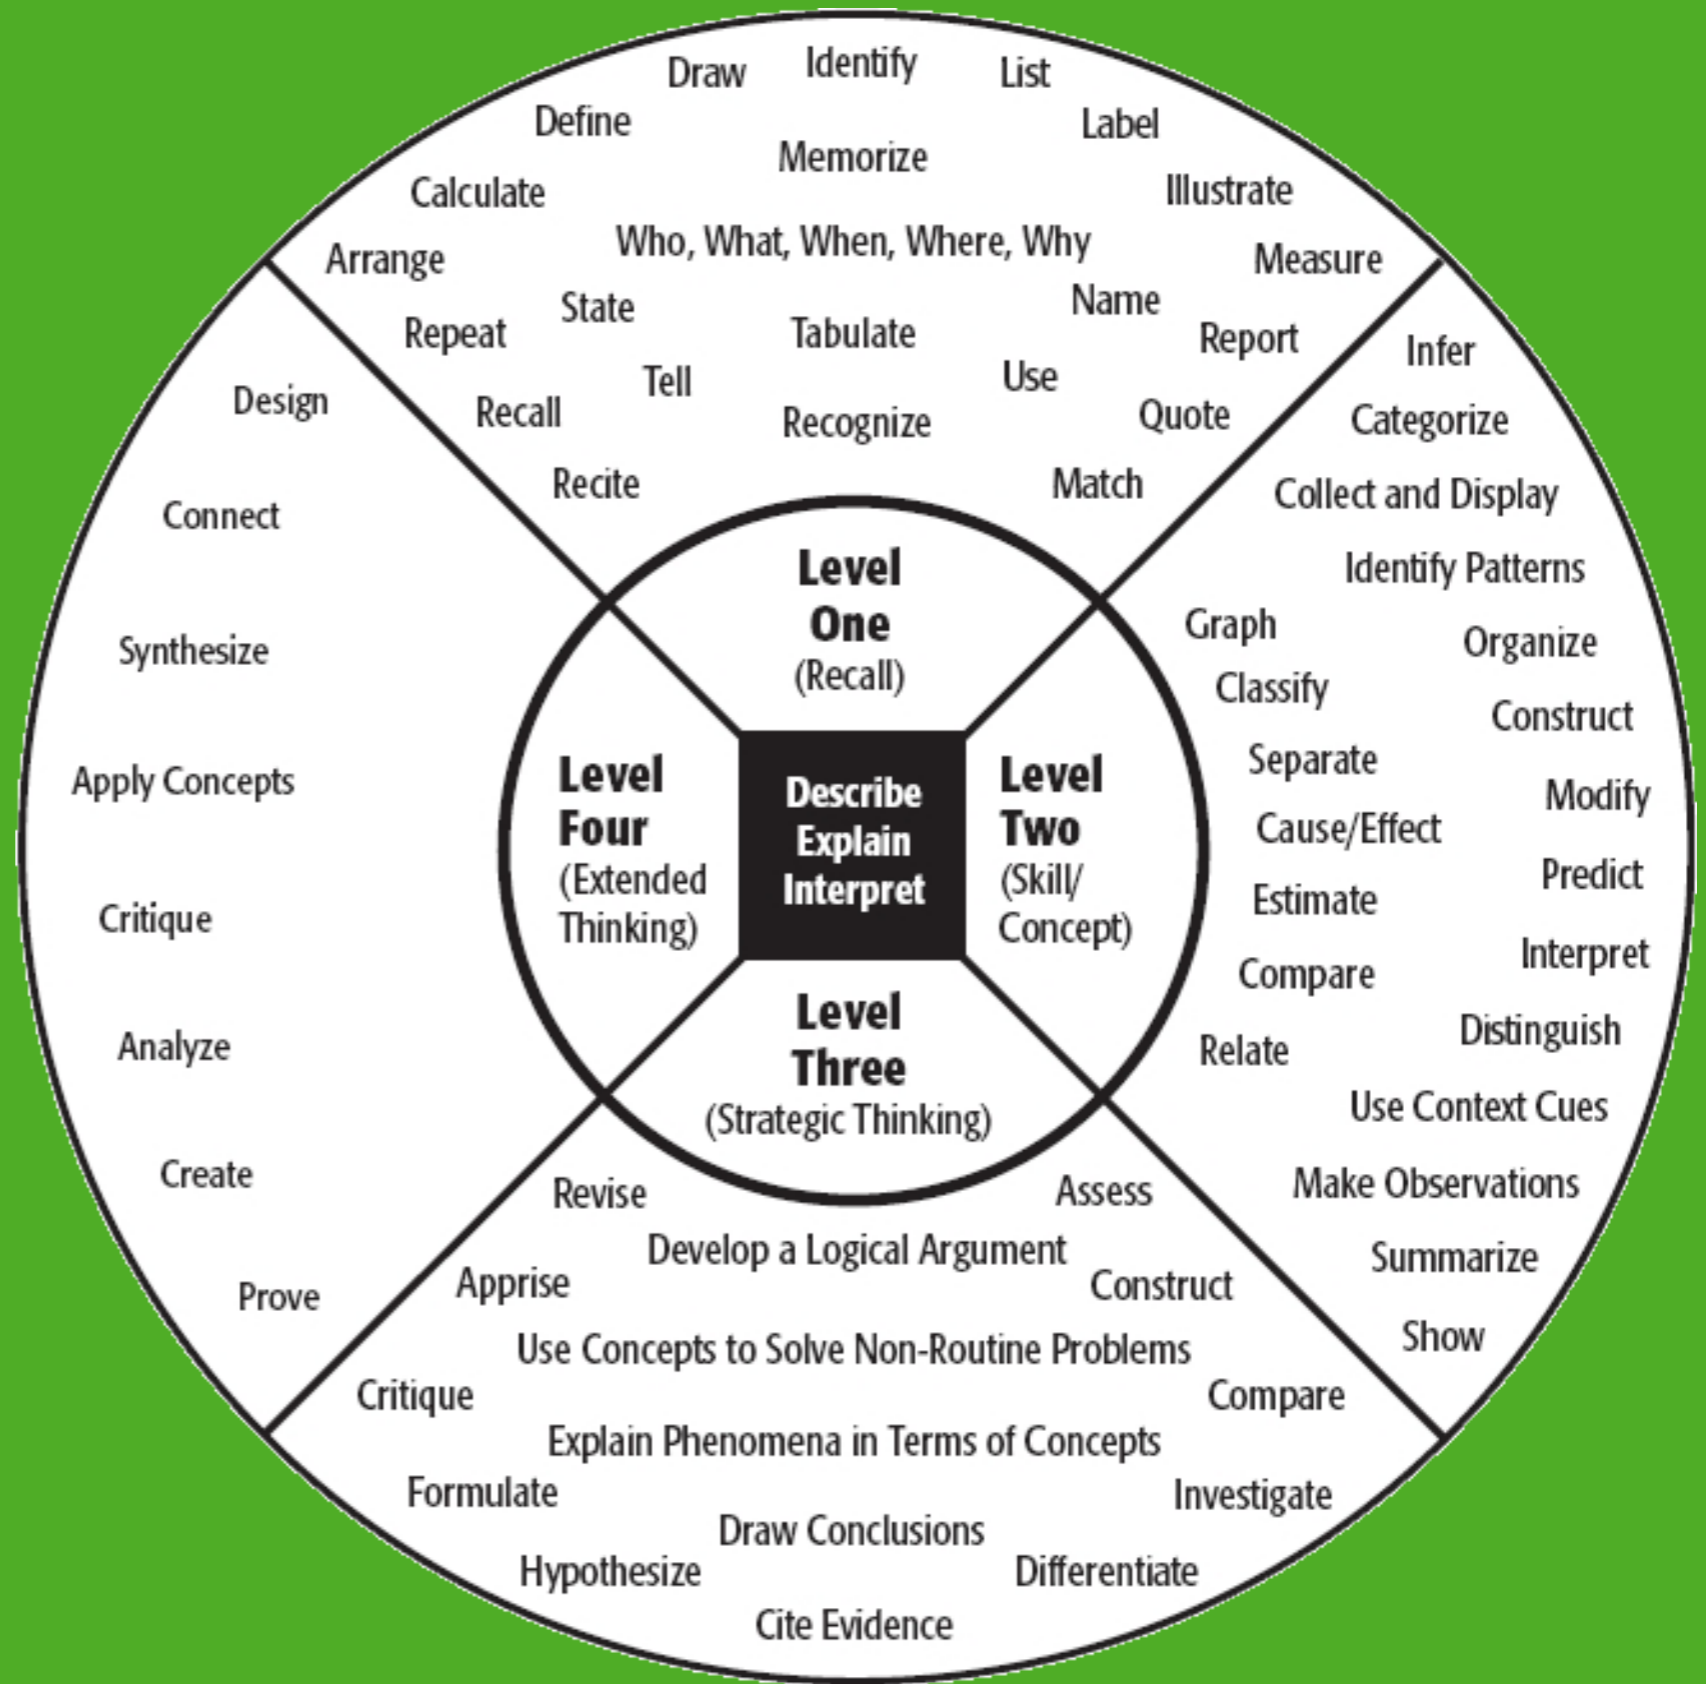 Draw
Identify
List
Define
Label
Memorize
Calculate
Illustrate
Who, What, When, Where, Why
Arrange
Measure
State
Name
Repeat
Tabulate
Report
Tell
Use
Recall
Recognize
Quote
Recite
Match
Level
One
(Recall)
Infer
Categorize
Collect and Display
Identify Patterns
Graph
Organize
Classify
Construct
Separate
Modify
Cause/Effect
Predict
Estimate
Interpret
Compare
Distinguish
Relate
Use Context Cues
Make Observations
Summarize
Show
Level
Two
(Skill/
Concept)
Describe
Explain
Interpret
Level
Three
(Strategic Thinking)
Revise
Assess
Develop a Logical Argument
Apprise
Construct
Use Concepts to Solve Non-Routine Problems
Critique
Compare
Explain Phenomena in Terms of Concepts
Formulate
Investigate
Draw Conclusions
Hypothesize
Differentiate
Cite Evidence
Level
Four
(Extended
Thinking)
Design
Connect
Synthesize
Apply Concepts
Critique
Analyze
Create
Prove